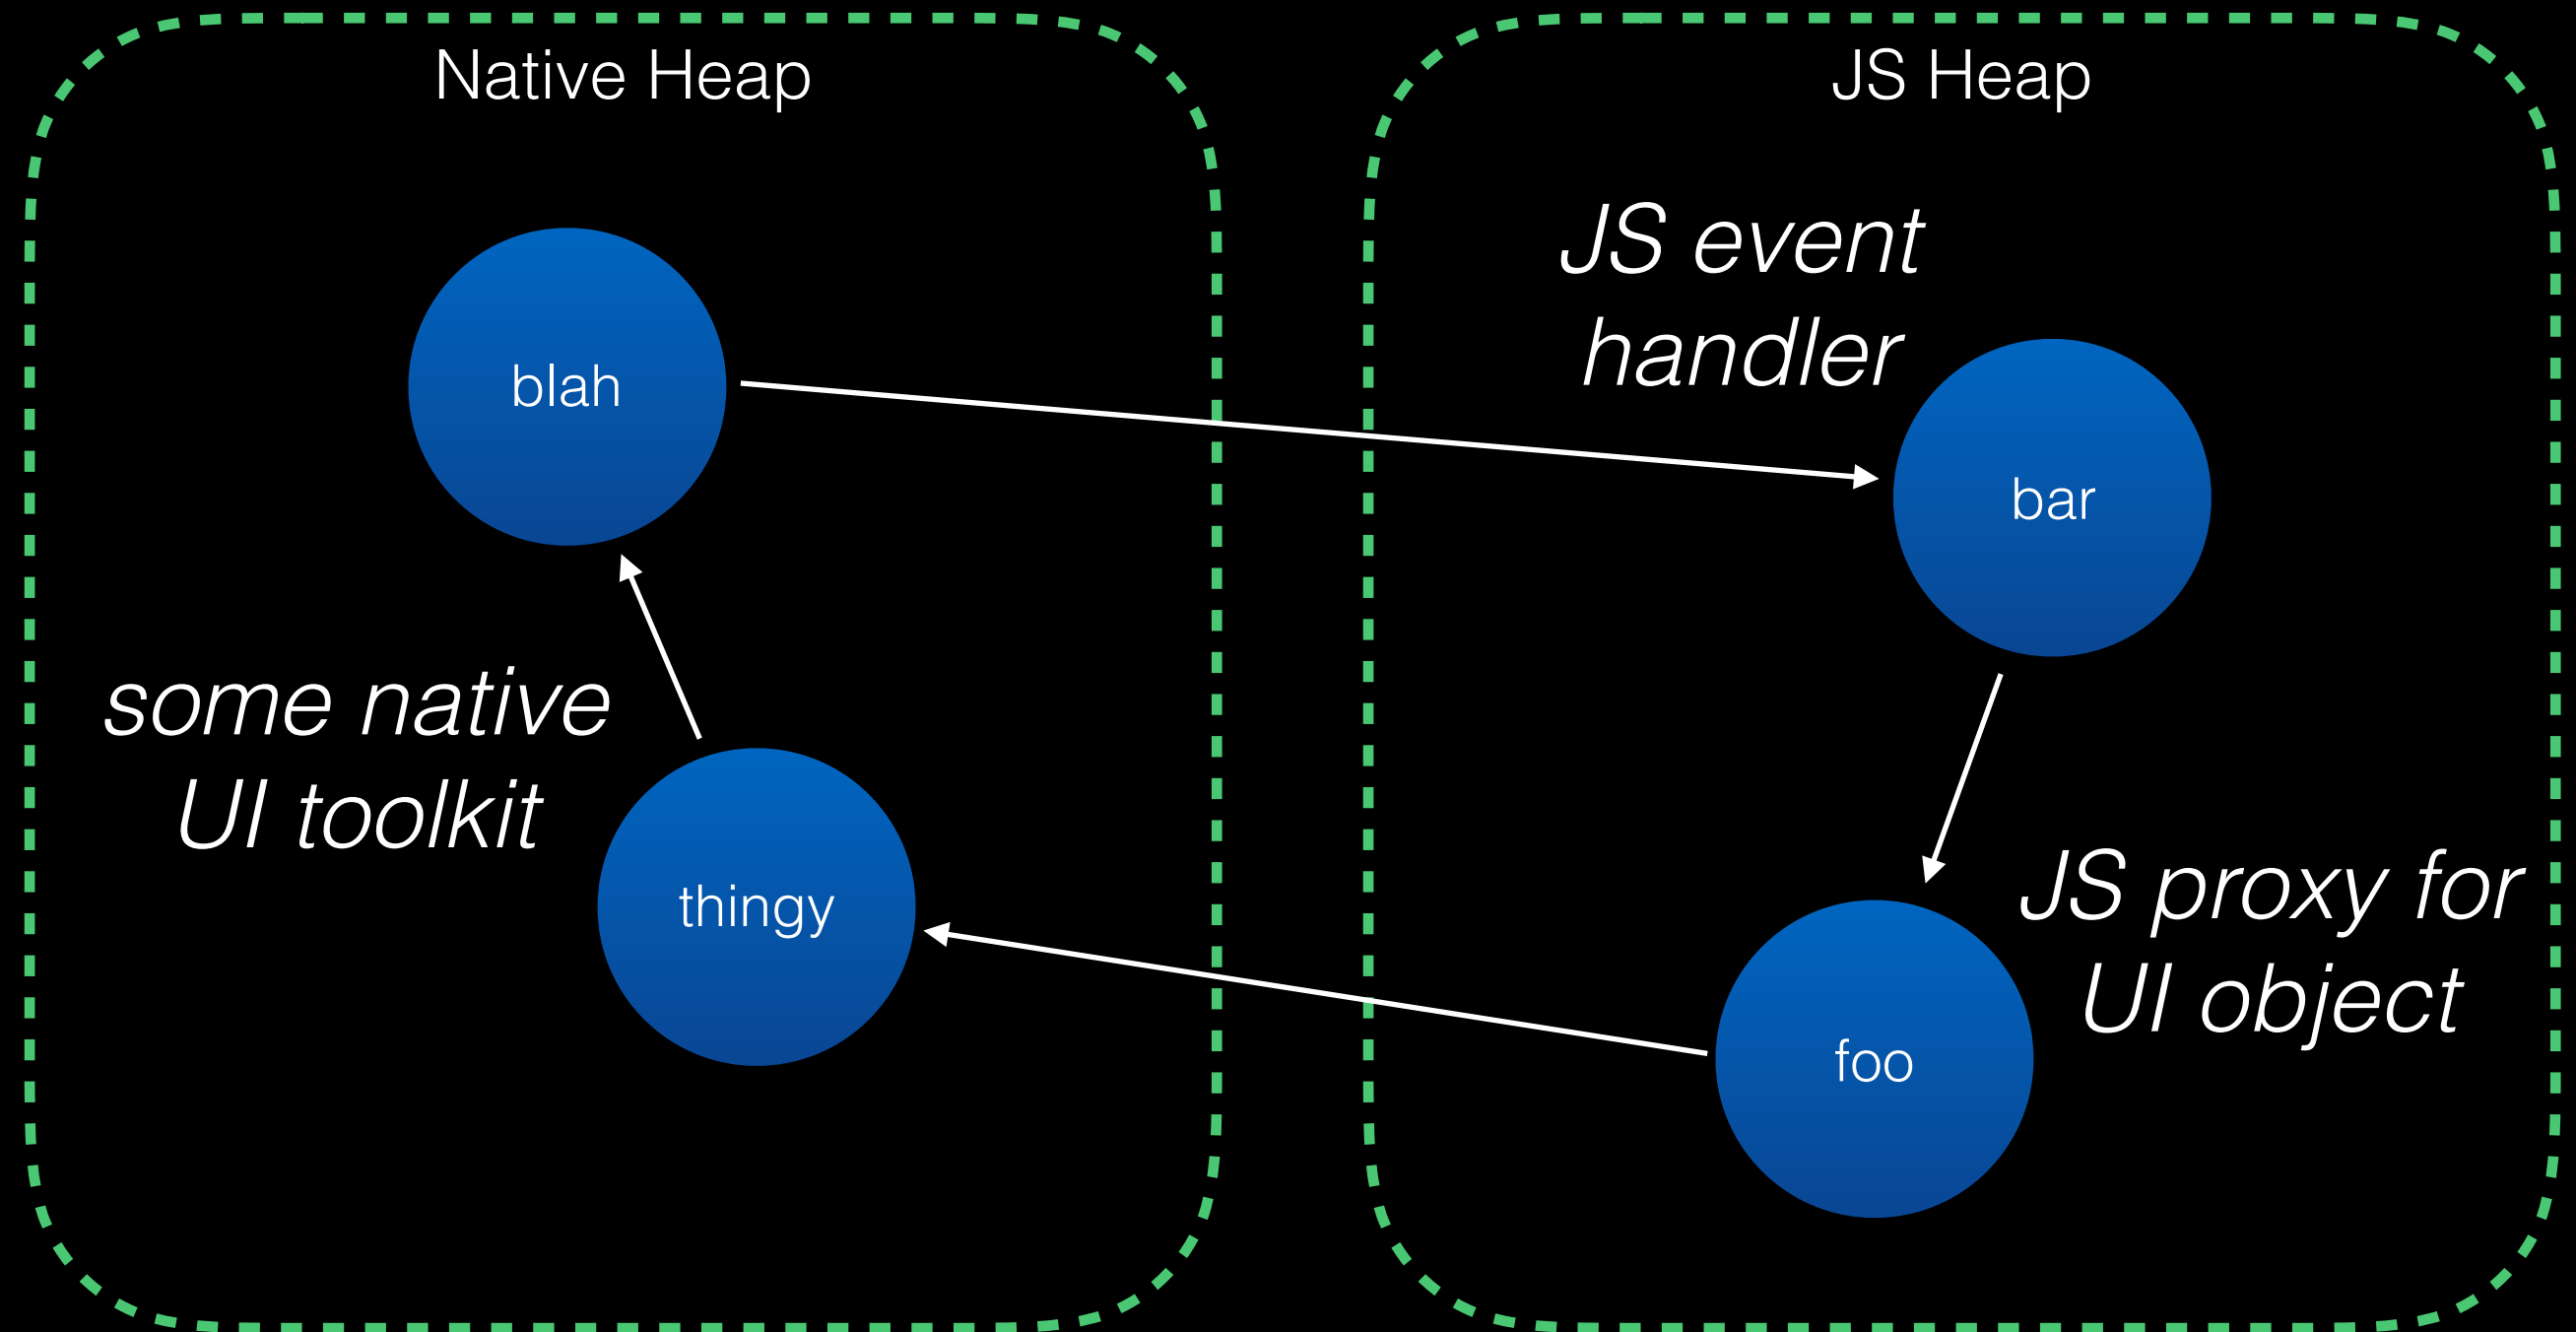 Native Heap
JS Heap
JS event
handler
blah
bar
some native
UI toolkit
thingy
JS proxy for
UI object
foo